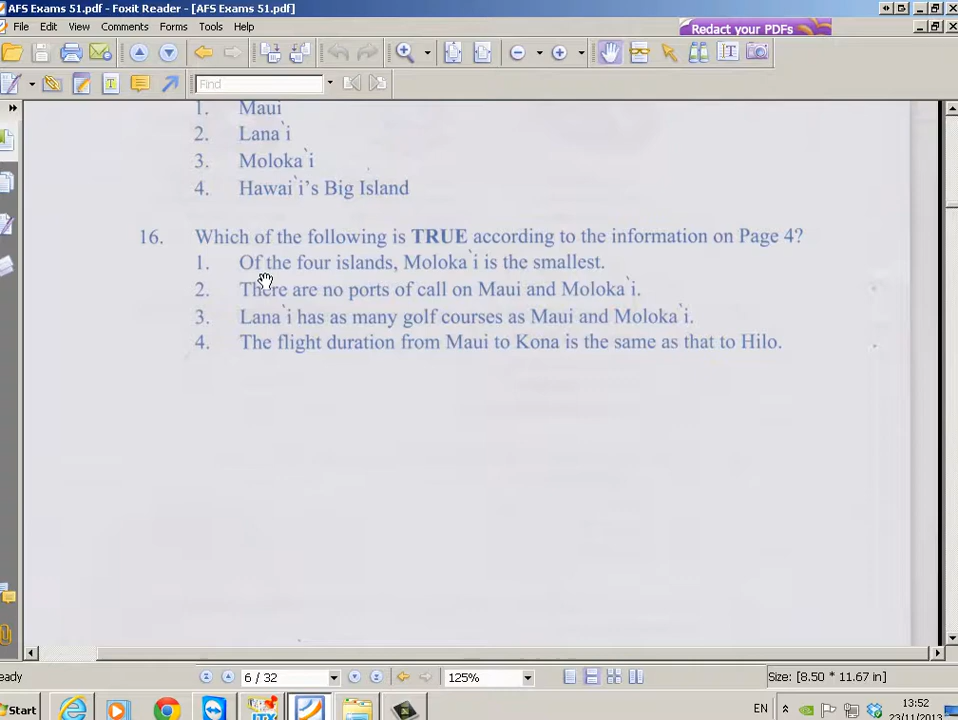 AFS Exams 51.pdf - Foxit Reader - [AFS Exams 51.pdf]
File Edit View Comments Forms Tools Help
Redact your PDFs
Find
1. Maui
2. Lana`i
3. Moloka`i
4. Hawai`i's Big Island
16. Which of the following is TRUE according to the information on Page 4?
1. Of the four islands, Moloka`i is the smallest.
2. There are no ports of call on Maui and Moloka`i.
3. Lana`i has as many golf courses as Maui and Moloka`i.
4. The flight duration from Maui to Kona is the same as that to Hilo.
eady 6 / 32 125% Size: [8.50 * 11.67 in]
Start EN 13:52
23/11/2013